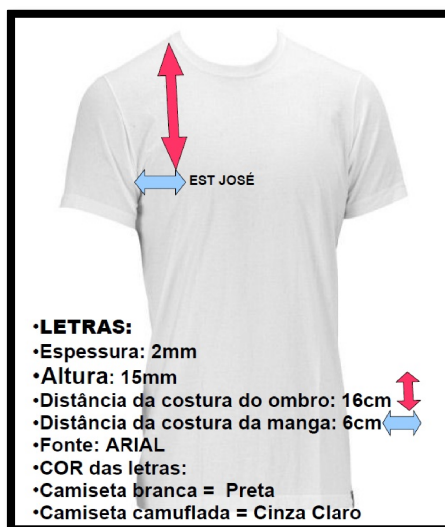 EST JOSÉ
•LETRAS:
•Espessura: 2mm
•Altura: 15mm
•Distância da costura do ombro: 16cm
•Distância da costura da manga: 6cm
•Fonte: ARIAL
•COR das letras:
•Camiseta branca = Preta
•Camiseta camuflada = Cinza Claro